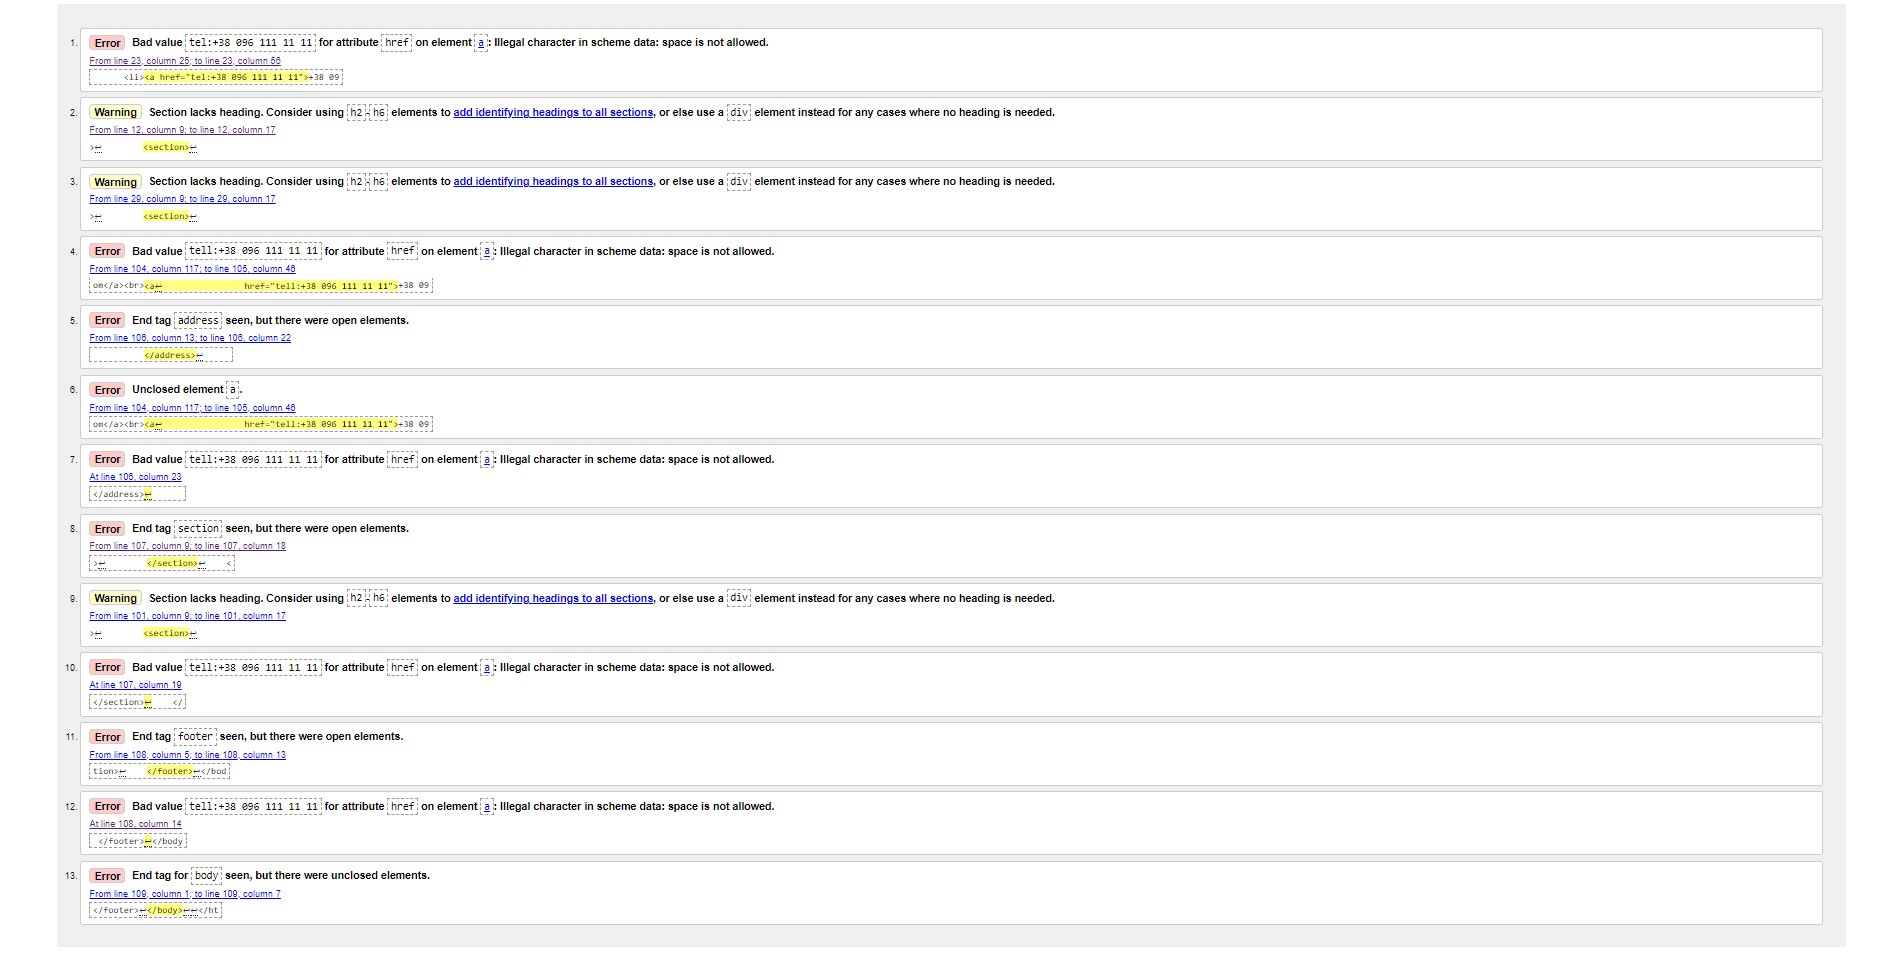 1. Error Bad value tel:+38 096 111 11 11 for attribute href on element a: Illegal character in scheme data: space is not allowed.
From line 23, column 25; to line 23, column 56
<li><a href="tel:+38 096 111 11 11">+38 09
2. Warning Section lacks heading. Consider using h2-h6 elements to add identifying headings to all sections, or else use a div element instead for any cases where no heading is needed.
From line 12, column 9; to line 12, column 17
>↩ <section>↩
3. Warning Section lacks heading. Consider using h2-h6 elements to add identifying headings to all sections, or else use a div element instead for any cases where no heading is needed.
From line 29, column 9; to line 29, column 17
>↩ <section>↩
4. Error Bad value tell:+38 096 111 11 11 for attribute href on element a: Illegal character in scheme data: space is not allowed.
From line 104, column 117; to line 105, column 46
om</a><br><a↩ href="tell:+38 096 111 11 11">+38 09
5. Error End tag address seen, but there were open elements.
From line 106, column 13; to line 106, column 22
</address>↩
6. Error Unclosed element a.
From line 104, column 117; to line 105, column 46
om</a><br><a↩ href="tell:+38 096 111 11 11">+38 09
7. Error Bad value tell:+38 096 111 11 11 for attribute href on element a: Illegal character in scheme data: space is not allowed.
At line 106, column 23
</address>↩
8. Error End tag section seen, but there were open elements.
From line 107, column 9; to line 107, column 18
>↩ </section>↩ <
9. Warning Section lacks heading. Consider using h2-h6 elements to add identifying headings to all sections, or else use a div element instead for any cases where no heading is needed.
From line 101, column 9; to line 101, column 17
>↩ <section>↩
10. Error Bad value tell:+38 096 111 11 11 for attribute href on element a: Illegal character in scheme data: space is not allowed.
At line 107, column 19
</section>↩ </
11. Error End tag footer seen, but there were open elements.
From line 108, column 5; to line 108, column 13
tion>↩ </footer>↩</bod
12. Error Bad value tell:+38 096 111 11 11 for attribute href on element a: Illegal character in scheme data: space is not allowed.
At line 108, column 14
</footer>↩</body
13. Error End tag for body seen, but there were unclosed elements.
From line 109, column 1; to line 109, column 7
</footer>↩</body>↩↩</ht